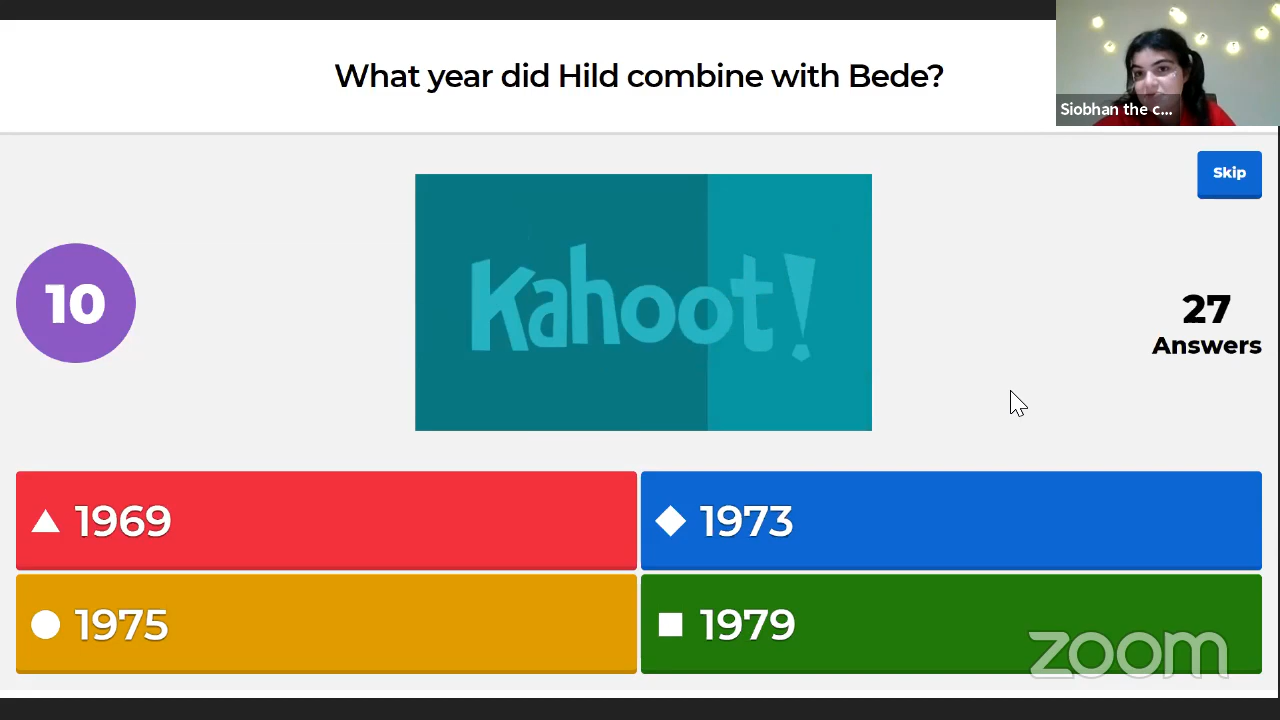 What year did Hild combine with Bede?
Siobhan the c...
Skip
10
Kahoot!
27
Answers
1969
1973
1975
1979
zoom